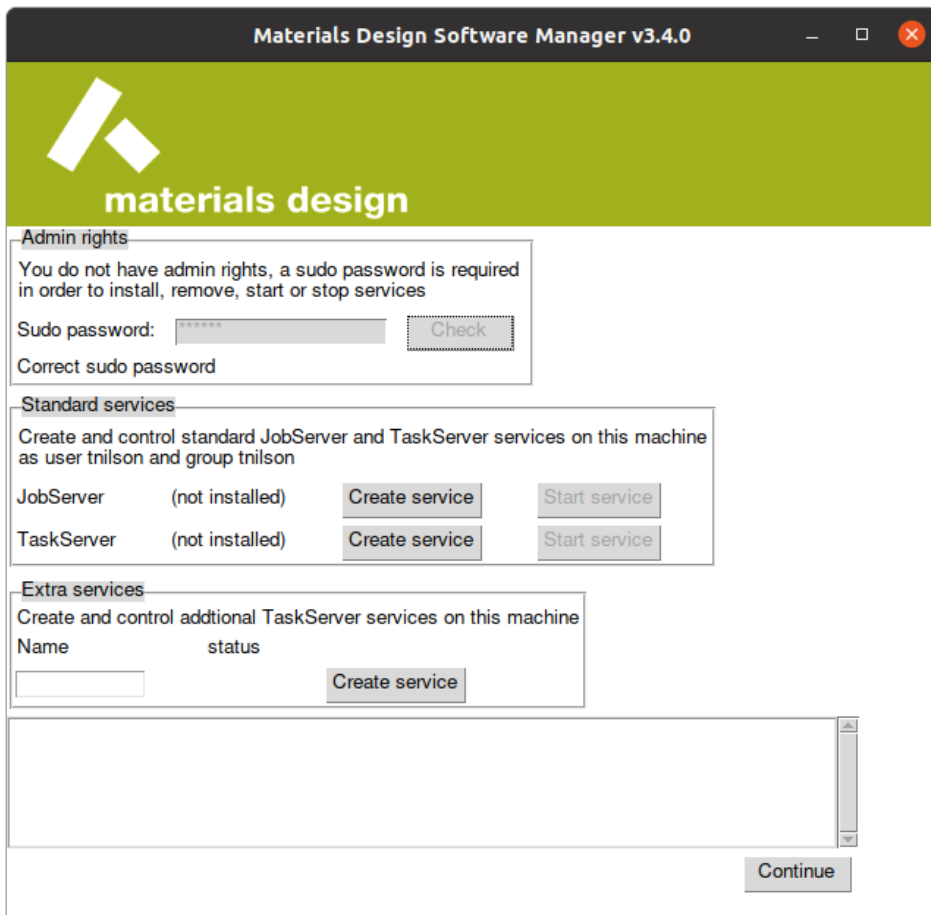 Materials Design Software Manager v3.4.0
materials design
Admin rights
You do not have admin rights, a sudo password is required
in order to install, remove, start or stop services
Sudo password: ****** Check
Correct sudo password
Standard services
Create and control standard JobServer and TaskServer services on this machine
as user tnilson and group tnilson
JobServer (not installed) Create service Start service
TaskServer (not installed) Create service Start service
Extra services
Create and control addtional TaskServer services on this machine
Name status
Create service
Continue